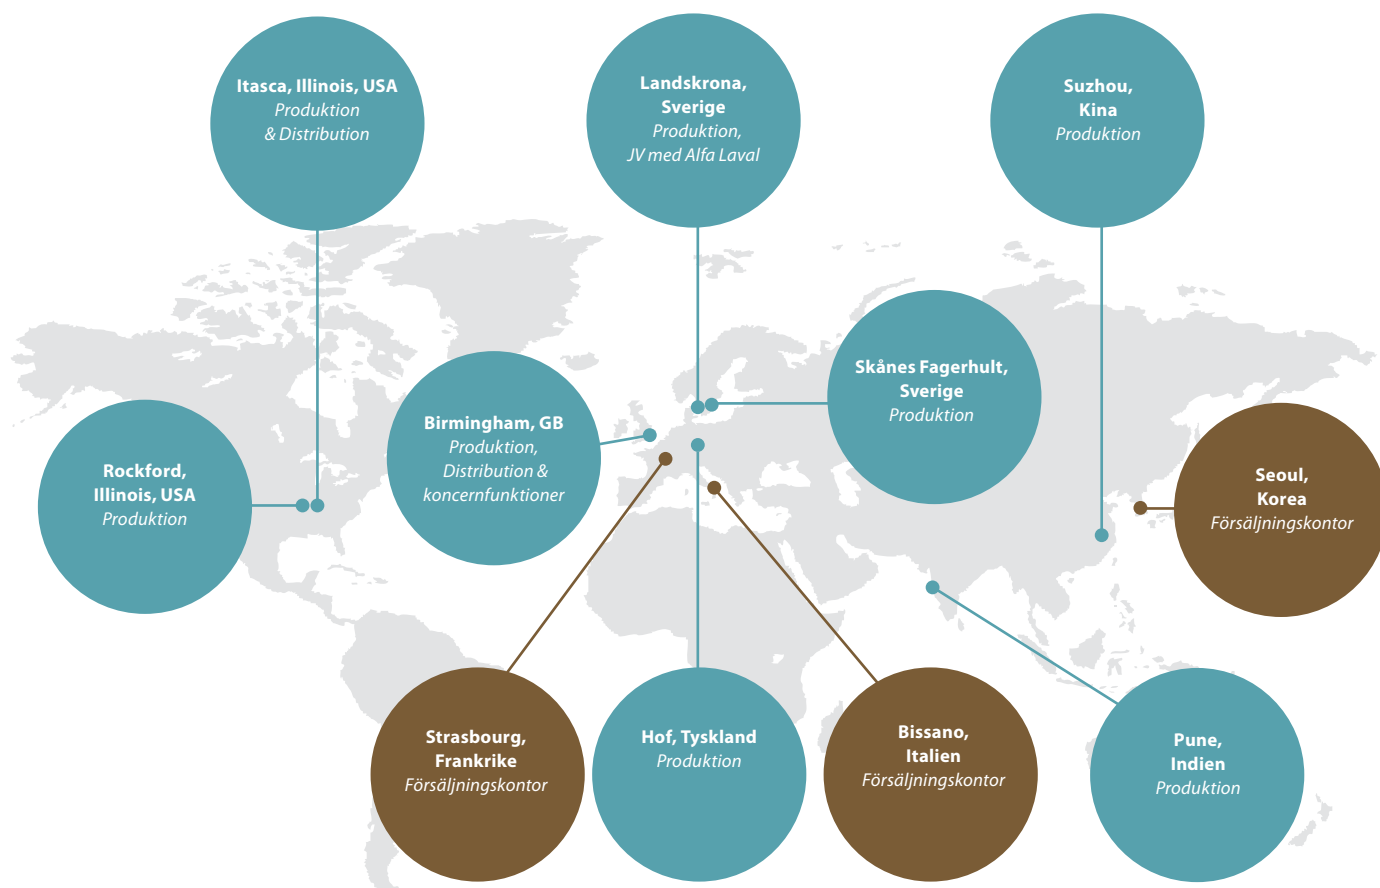 Itasca, Illinois, USA
Produktion
& Distribution
Landskrona,
Sverige
Produktion,
JV med Alfa Laval
Suzhou,
Kina
Produktion
Skånes Fagerhult,
Sverige
Produktion
Birmingham, GB
Produktion,
Distribution &
koncernfunktioner
Rockford,
Illinois, USA
Produktion
Seoul,
Korea
Försäljningskontor
Strasbourg,
Frankrike
Försäljningskontor
Hof, Tyskland
Produktion
Bissano,
Italien
Försäljningskontor
Pune,
Indien
Produktion